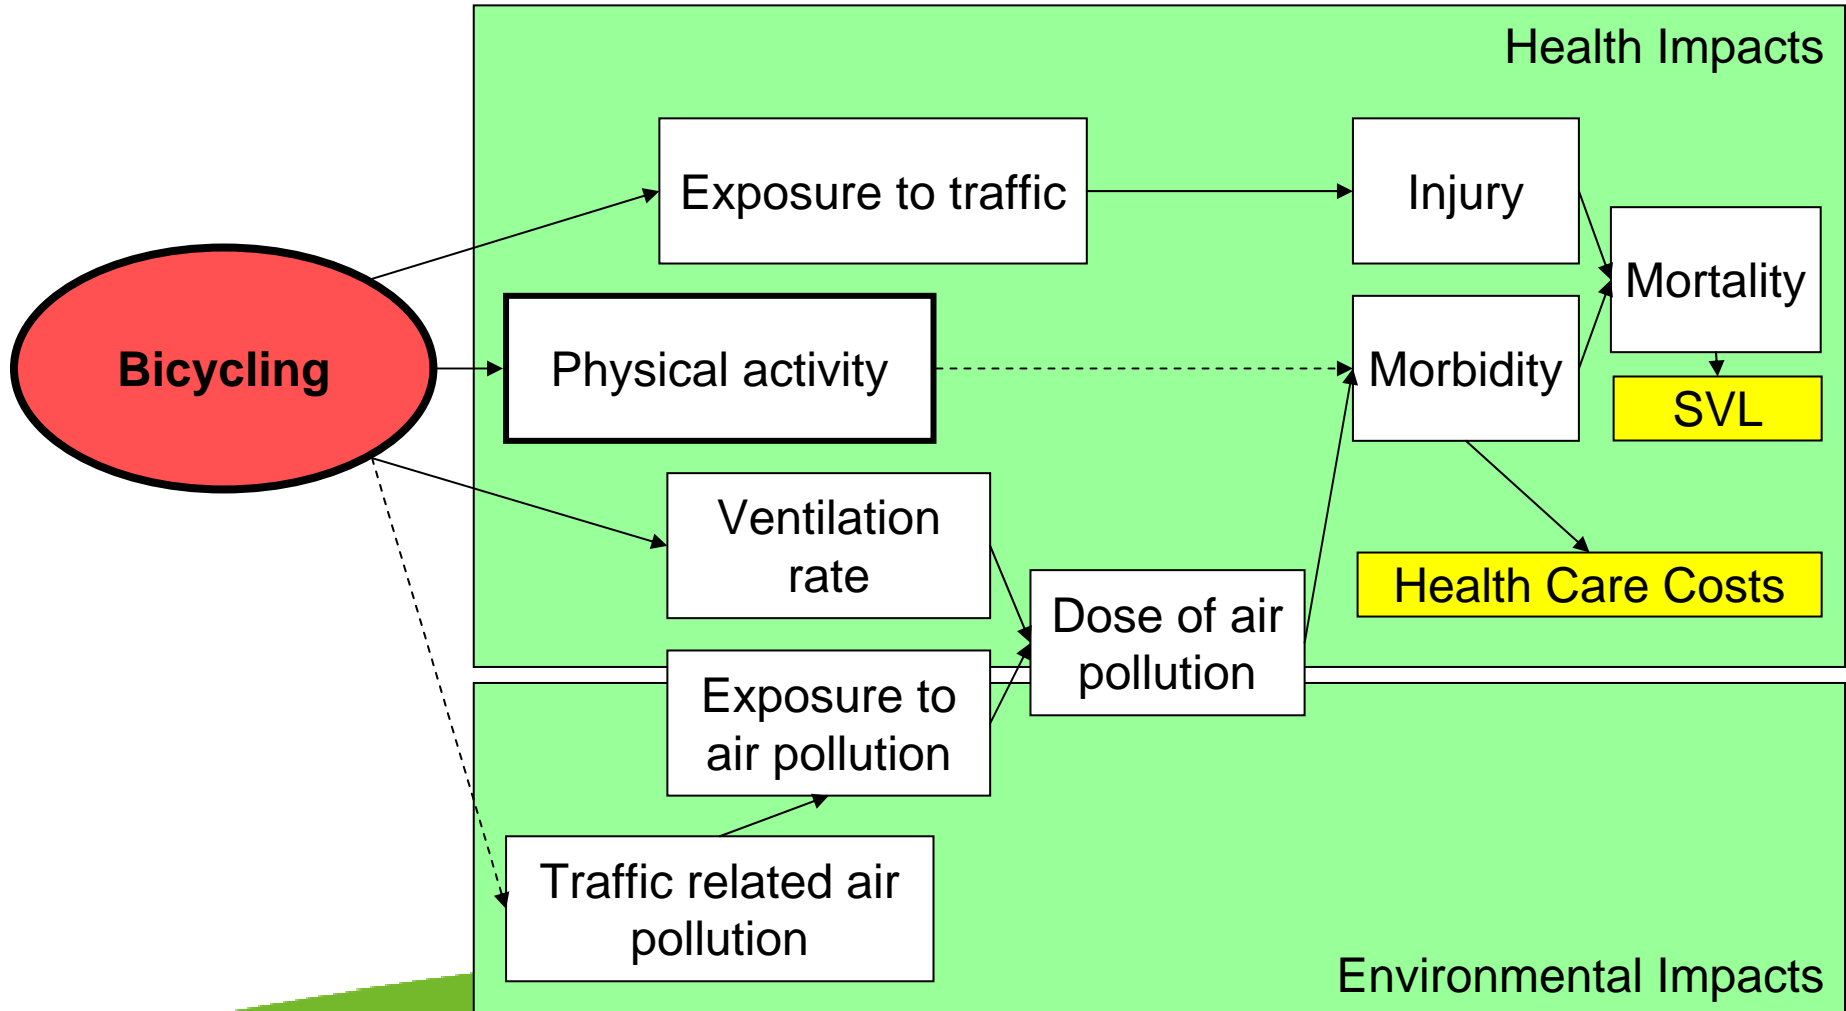 Health Impacts
Exposure to traffic
Injury
Mortality
Bicycling
Physical activity
Morbidity
SVL
Ventilation
rate
Health Care Costs
Dose of air
pollution
Exposure to
air pollution
Traffic related air
pollution
Environmental Impacts